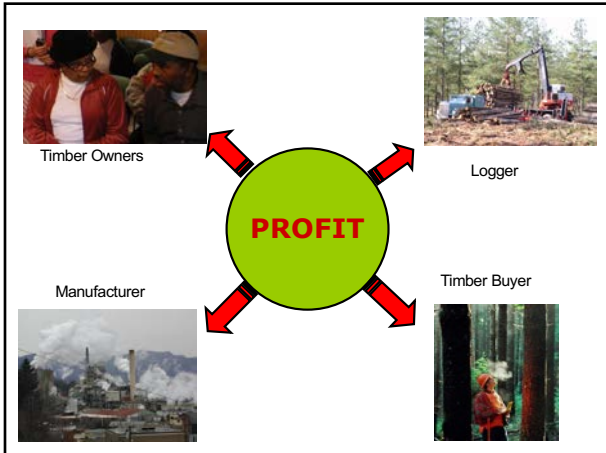 Timber Owners
Logger
PROFIT
Manufacturer
Timber Buyer